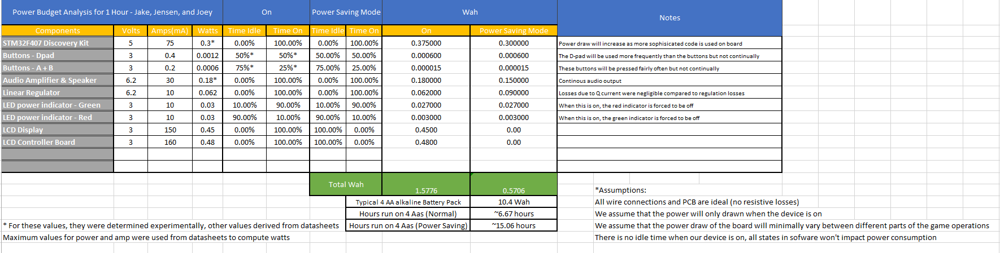 Power Budget Analysis for 1 Hour - Jake, Jensen, and Joey On Power Saving Mode Wah Notes
Components Volts Amps(mA) Watts Time Idle Time On Time Idle Time On On Power Saving Mode
STM32F407 Discovery Kit 5 75 0.3* 0.00% 100.00% 0.00% 100.00% 0.375000 0.300000 Power draw will increase as more sophisicated code is used on board
Buttons - Dpad 3 0.4 0.0012 50%* 50%* 50.00% 50.00% 0.000600 0.000600 The D-pad will be used more frequently than the buttons but not continually
Buttons - A + B 3 0.2 0.0006 75%* 25%* 75.00% 25.00% 0.000015 0.000015 These buttons will be pressed fairly often but not continually
Audio Amplifier & Speaker 6.2 30 0.18* 0.00% 100.00% 0.00% 100.00% 0.180000 0.150000 Continous audio output
Linear Regulator 6.2 10 0.062 0.00% 100.00% 0.00% 100.00% 0.062000 0.090000 Losses due to Q current were negligible compared to regulation losses
LED power indicator - Green 3 10 0.03 10.00% 90.00% 10.00% 90.00% 0.027000 0.027000 When this is on, the red indicator is forced to be off
LED power indicator - Red 3 10 0.03 90.00% 10.00% 90.00% 10.00% 0.003000 0.003000 When this is on, the green indicator is forced to be off
LCD Display 3 150 0.45 0.00% 100.00% 100.00% 0.00% 0.4500 0.00
LCD Controller Board 3 160 0.48 0.00% 100.00% 100.00% 0.00% 0.4800 0.00
Total Wah 1.5776 0.5706 *Assumptions:
Typical 4 AA alkaline Battery Pack 10.4 Wah All wire connections and PCB are ideal (no resistive losses)
Hours run on 4 Aas (Normal) ~6.67 hours We assume that the power will only drawn when the device is on
* For these values, they were determined experimentally, other values derived from datasheets Hours run on 4 Aas (Power Saving) ~15.06 hours We assume that the power draw of the board will minimally vary between different parts of the game operations
Maximum values for power and amp were used from datasheets to compute watts There is no idle time when our device is on, all states in sofware won't impact power consumption